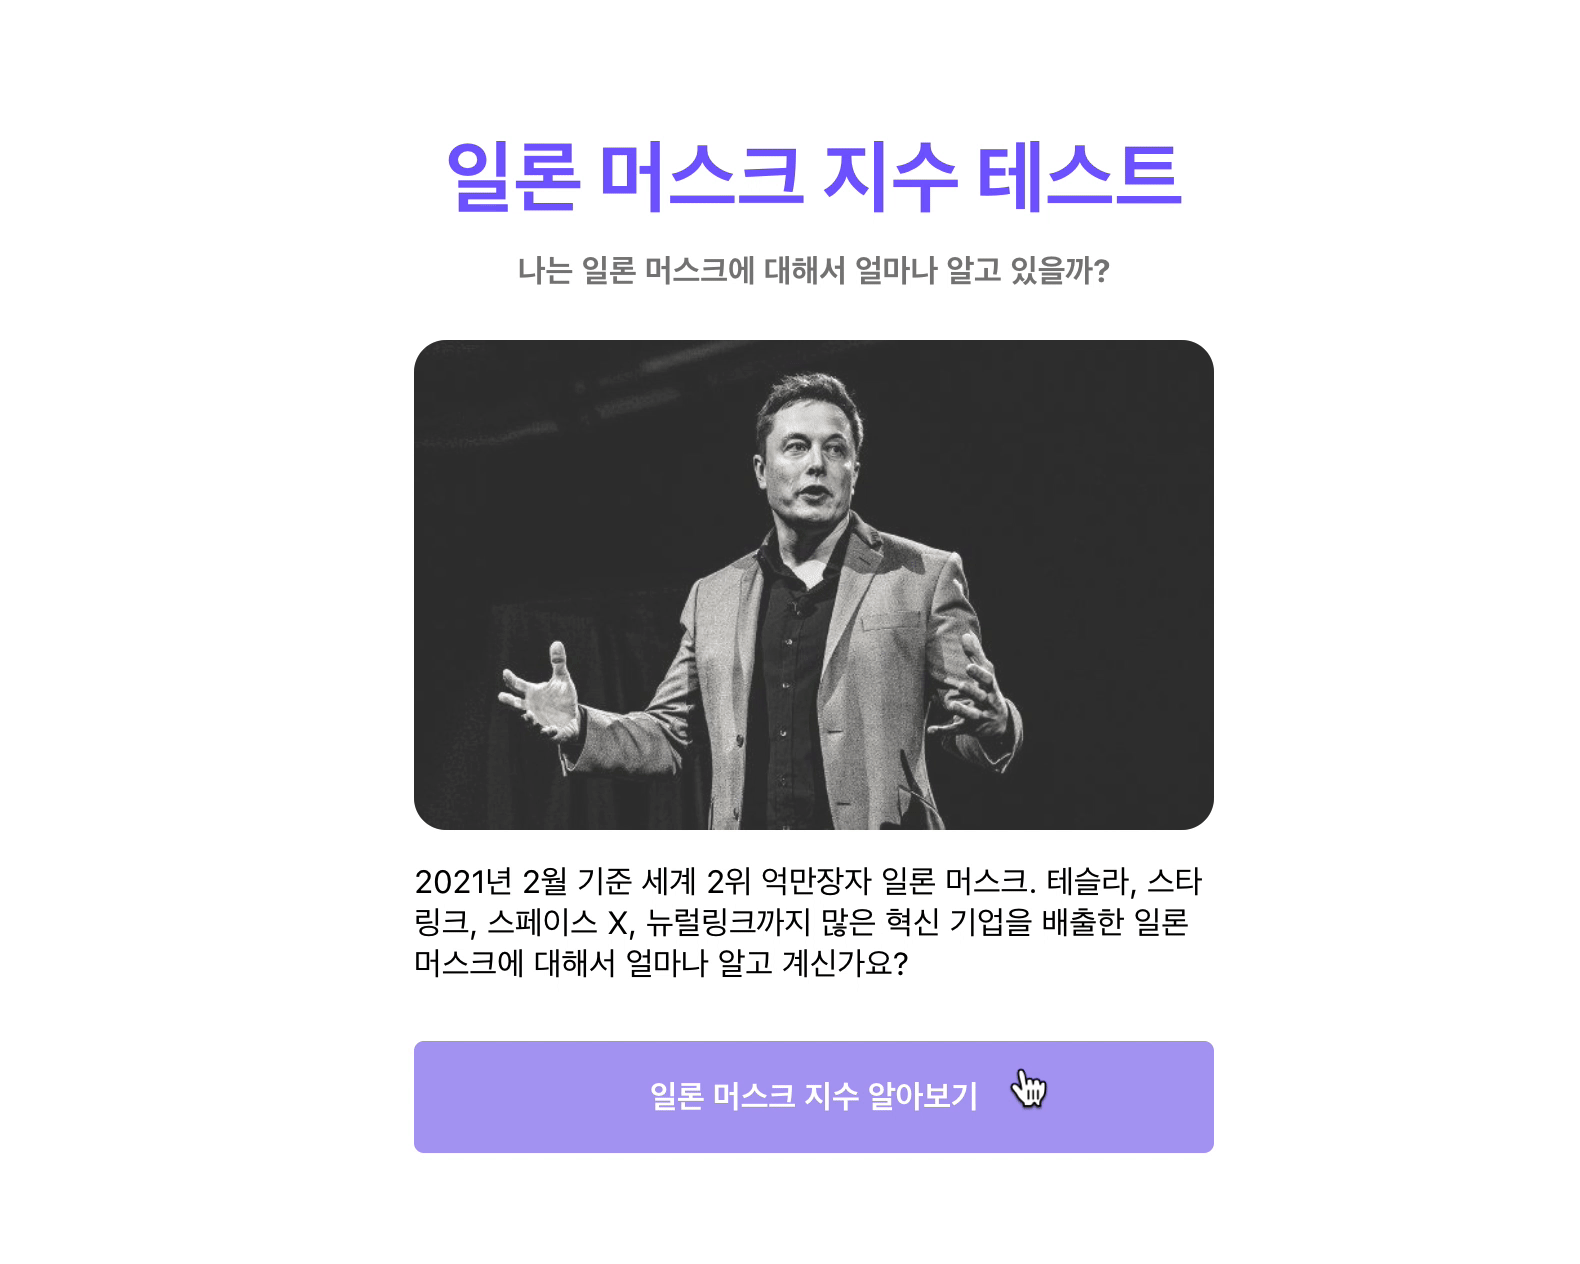 일론 머스크 지수 테스트
나는 일론 머스크에 대해서 얼마나 알고 있을까?
2021년 2월 기준 세계 2위 억만장자 일론 머스크. 테슬라, 스타
링크, 스페이스 X, 뉴럴링크까지 많은 혁신 기업을 배출한 일론
머스크에 대해서 얼마나 알고 계신가요?
일론 머스크 지수 알아보기